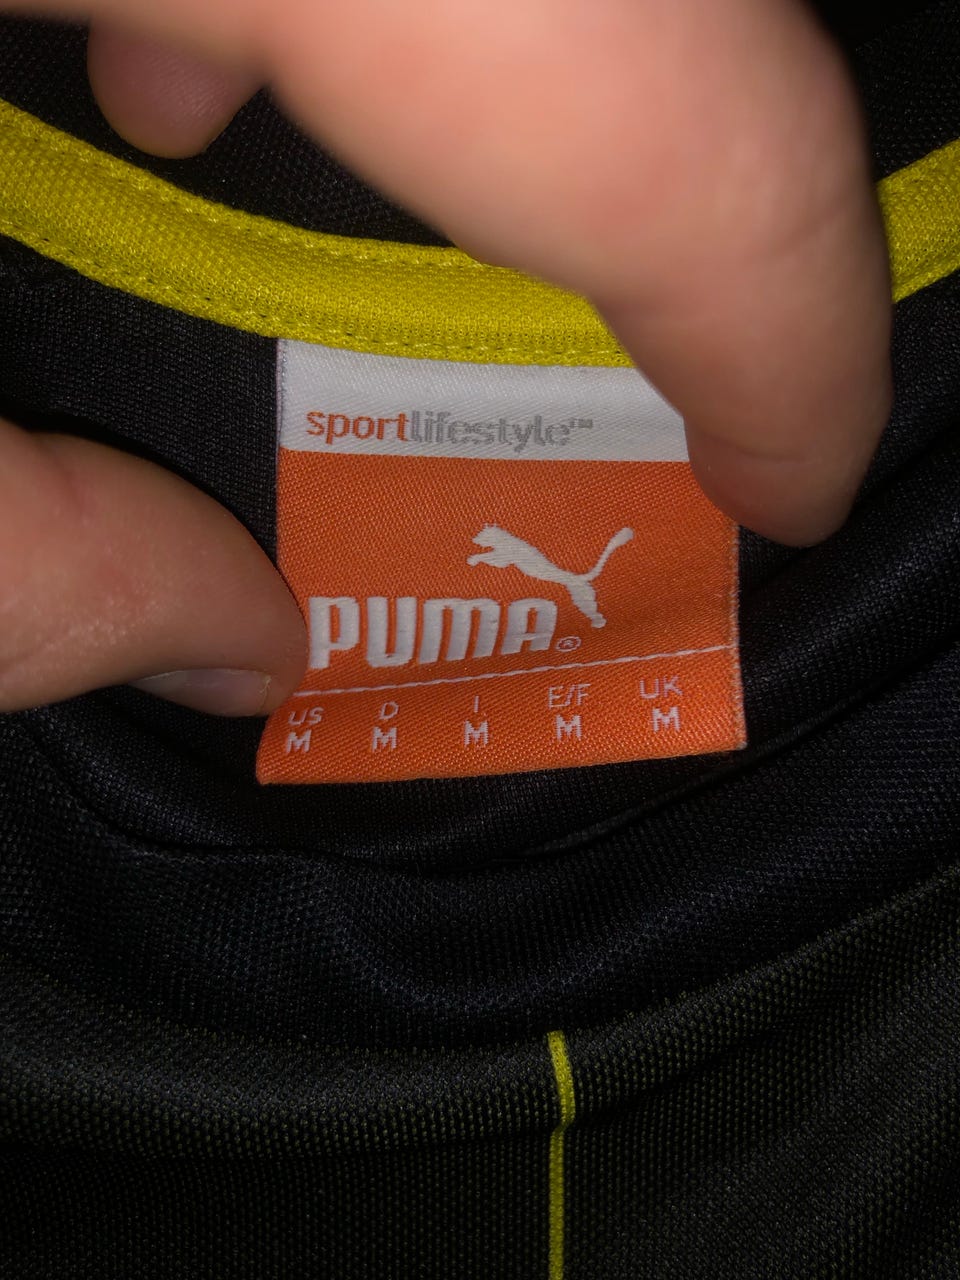 sportlifestyle™
PUMA®
US D I E/F UK
M M M M M